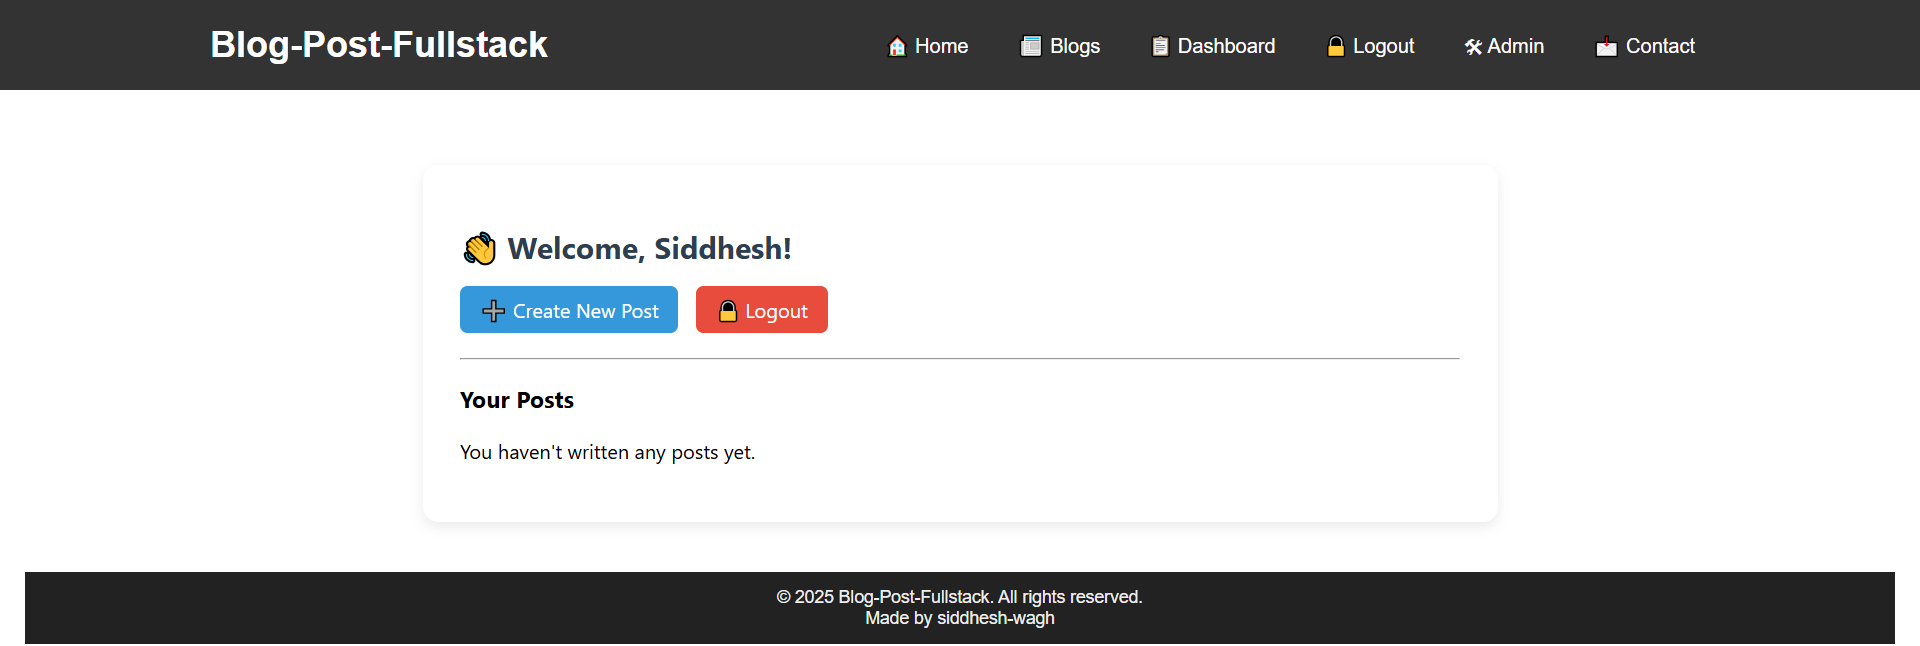 Blog-Post-Fullstack
🏠 Home 📰 Blogs 📋 Dashboard 🔒 Logout 🛠 Admin 📩 Contact
👋 Welcome, Siddhesh!
➕ Create New Post 🔒 Logout
Your Posts
You haven't written any posts yet.
© 2025 Blog-Post-Fullstack. All rights reserved.
Made by siddhesh-wagh